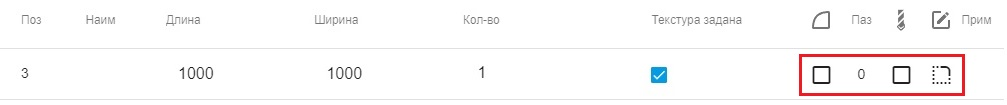 Поз Наим Длина Ширина Кол-во Текстура задана Паз Прим
3 1000 1000 1 0